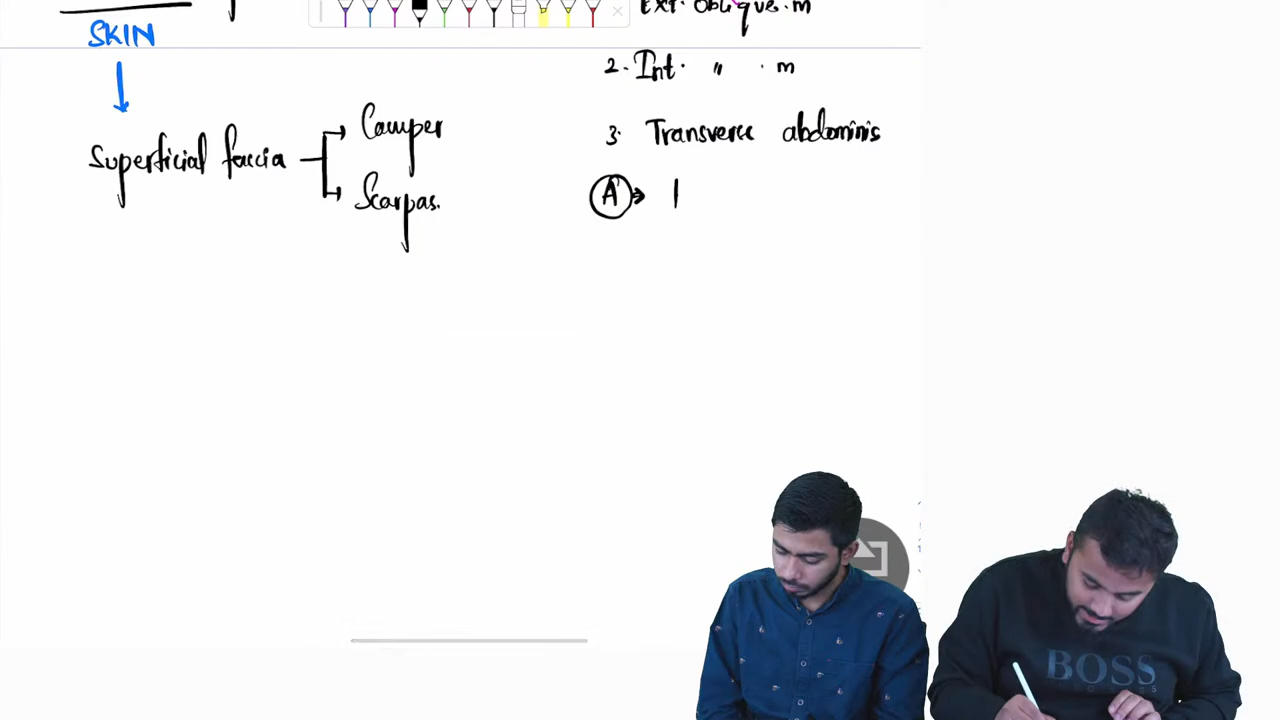 SKIN
Superficial fascia
Camper
Scarpas.
Ext. oblique. m
2. Int. " . m
3. Transverse abdominis
A → 1
BOSS